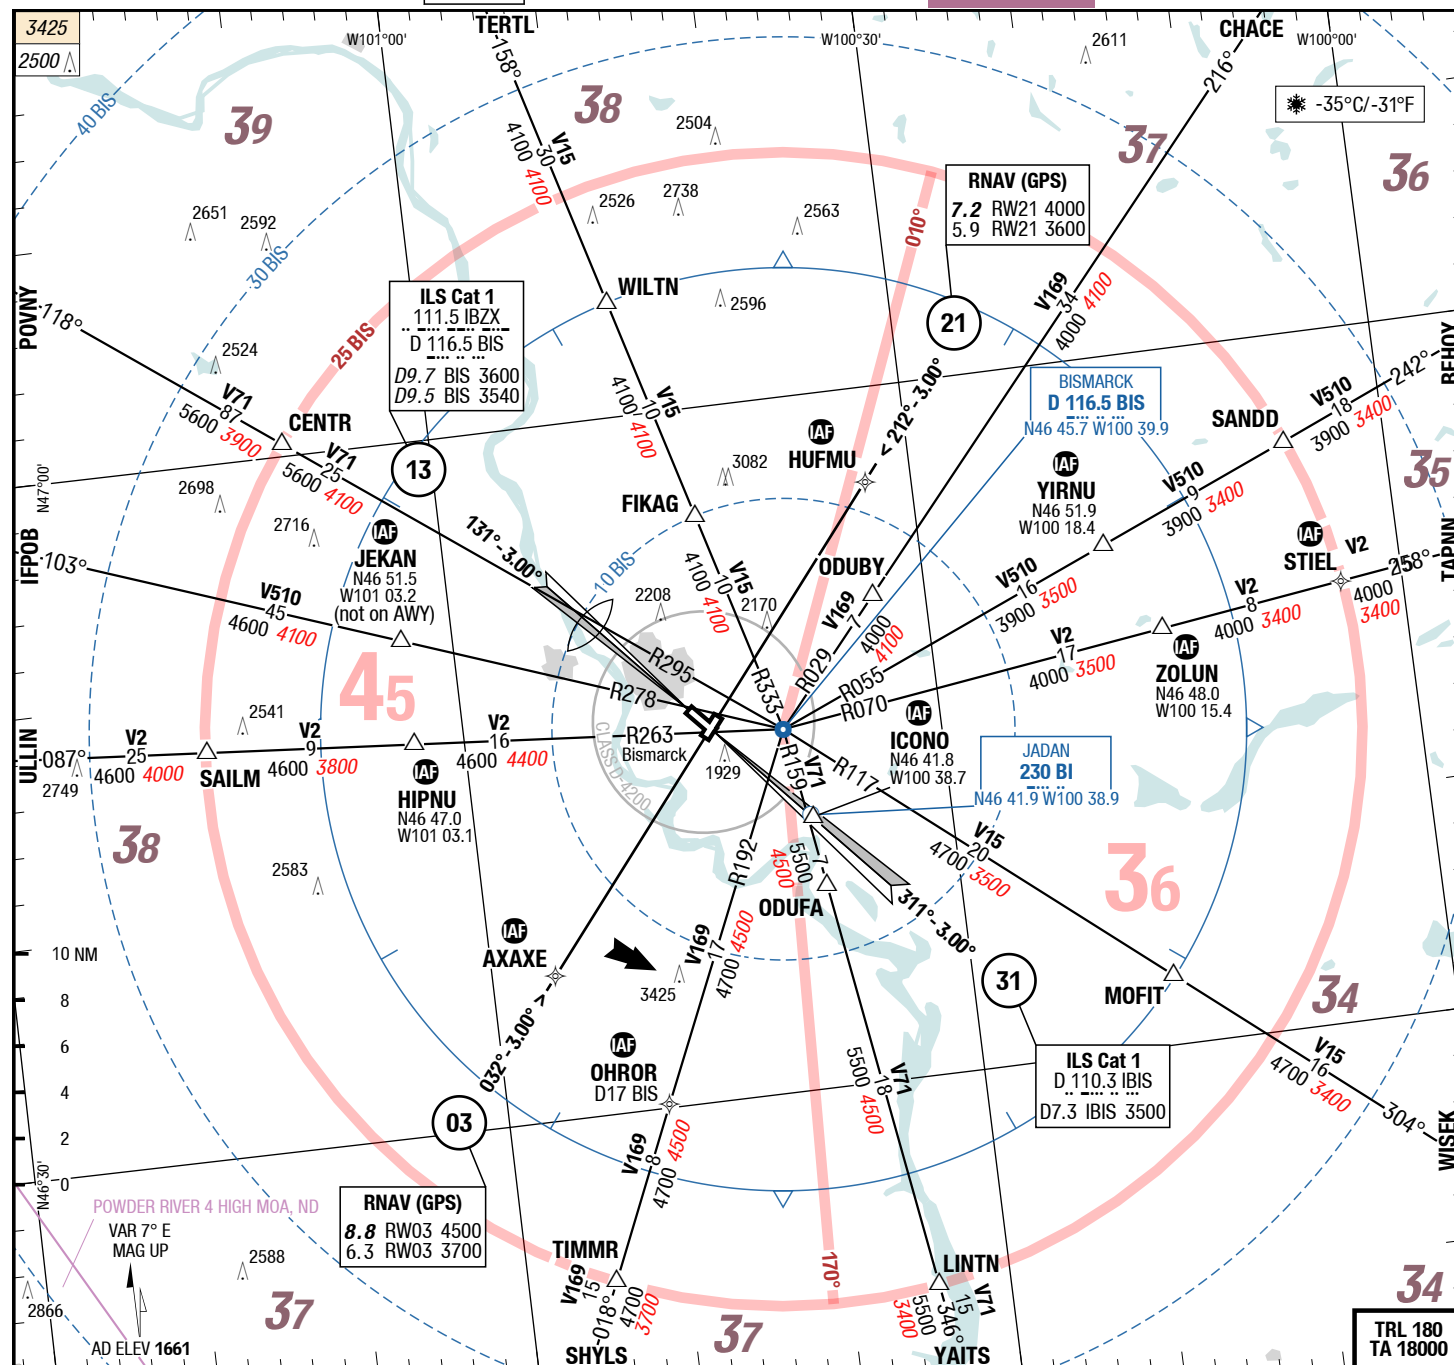 3425
2500
TERTL
W101°00'
W100°30'
CHACE
W100°00'
2611
158°
216°
-35°C/-31°F
40 BIS
39
38
37
36
V15
30
4100 4100
2504
2526
2738
2563
2651
2592
30 BIS
RNAV (GPS)
7.2 RW21 4000
5.9 RW21 3600
010°
POVNY
118°
ILS Cat 1
111.5 IBZX
D 116.5 BIS
D9.7 BIS 3600
D9.5 BIS 3540
WILTN
2596
21
V169
34
4000 4100
25 BIS
2524
BISMARCK
D 116.5 BIS
N46 45.7 W100 39.9
REHOY
242°
V510
18
3900 3400
SANDD
V71
87
5600 3900
CENTR
V15
10
4100 4100
< 212°- 3.00°
IAF
HUFMU
13
V71
25
5600 4100
N47°00'
2698
2716
3082
IAF
YIRNU
N46 51.9
W100 18.4
V510
9
3900 3400
35
FIKAG
131°- 3.00°
IAF
JEKAN
N46 51.5
W101 03.2
(not on AWY)
IFPOB
103°
IAF
STIEL
V2
258°
TAPNN
4000
3400
10 BIS
V15
10
4100 4100
ODUBY
V510
16
3900 3500
V2
8
4000 3400
V510
45
4600 4100
2208
2170
V169
7
4000
4100
V2
17
4000 3500
IAF
ZOLUN
N46 48.0
W100 15.4
45
R295
R278
R333
R029
R055
R070
2541
ULLIN
087°
V2
25
4600 4000
SAILM
V2
9
4600 3800
V2
16
4600 4400
R263
Bismarck
CLASS D-4200
1929
IAF
ICONO
N46 41.8
W100 38.7
JADAN
230 BI
N46 41.9 W100 38.9
2749
IAF
HIPNU
N46 47.0
W101 03.1
R159
V71
R117
38
2583
R192
4500
5500
7
ODUFA
V15
20
4700 3500
36
311°- 3.00°
IAF
AXAXE
V169
17
4700 4500
3425
31
MOFIT
34
10 NM
8
6
4
2
0
032°- 3.00° >
IAF
OHROR
D17 BIS
V71
18
5500 4500
ILS Cat 1
D 110.3 IBIS
D7.3 IBIS 3500
V15
16
4700 3400
304°
WISEK
03
V169
8
4700 4500
N46°30'
POWDER RIVER 4 HIGH MOA, ND
VAR 7° E
MAG UP
RNAV (GPS)
8.8 RW03 4500
6.3 RW03 3700
TIMMR
170°
LINTN
2588
2866
37
V169
15
018°
4700
3700
37
3400
5500
346°
15
V71
34
AD ELEV 1661
SHYLS
YAITS
TRL 180
TA 18000